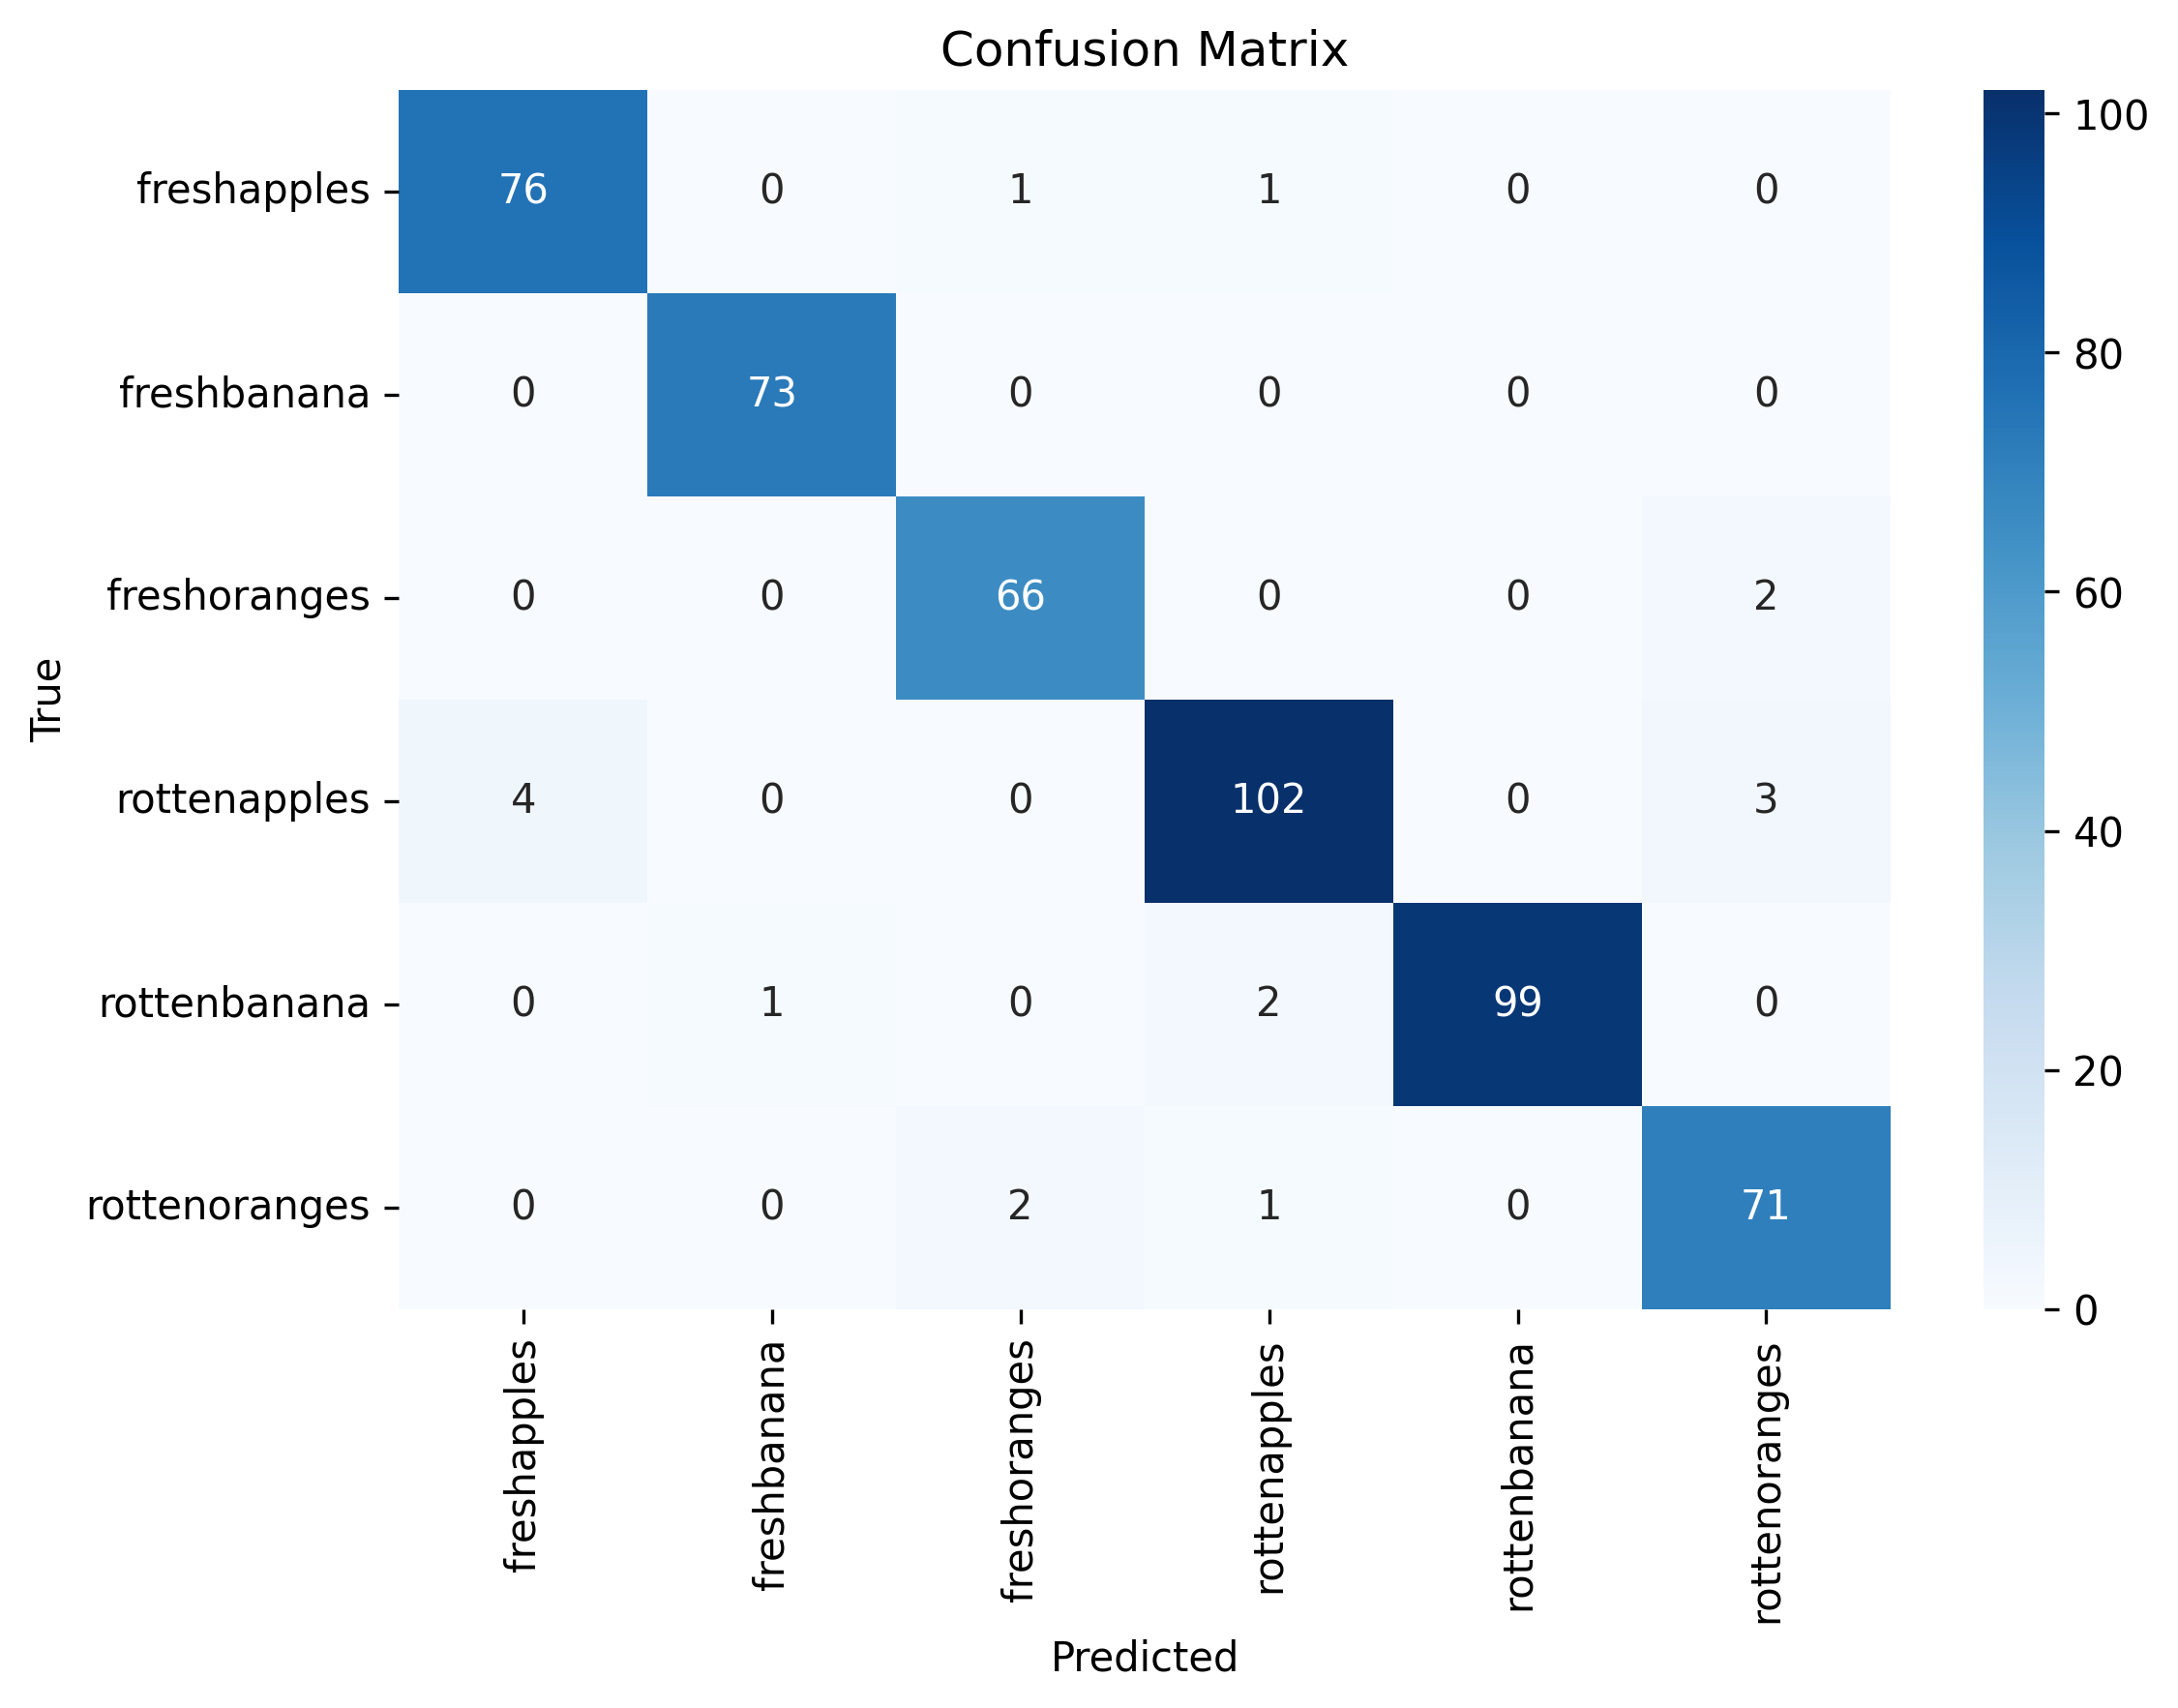 Confusion Matrix
freshapples 76 0 1 1 0 0
freshbanana 0 73 0 0 0 0
freshoranges 0 0 66 0 0 2
rottenapples 4 0 0 102 0 3
rottenbanana 0 1 0 2 99 0
rottenoranges 0 0 2 1 0 71
True
freshapples
freshbanana
freshoranges
rottenapples
rottenbanana
rottenoranges
Predicted
100
80
60
40
20
0